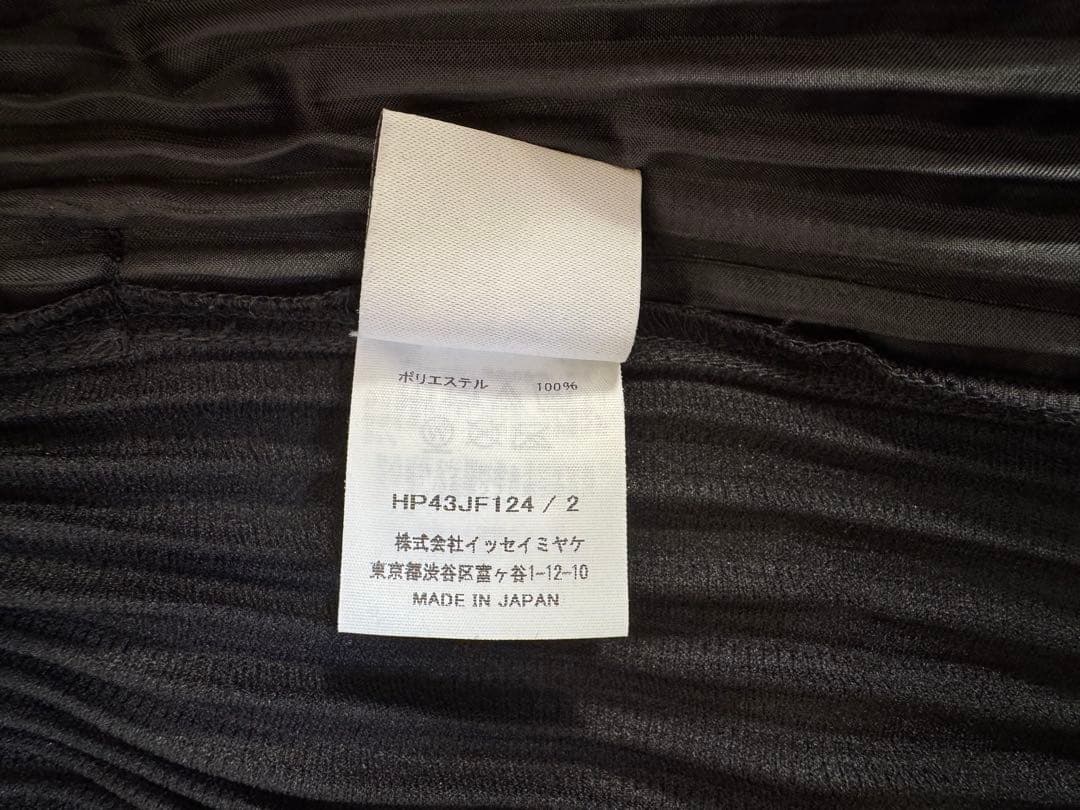 ポリエステル 100%
HP43JF124 / 2
株式会社イッセイミヤケ
東京都渋谷区富ヶ谷1-12-10
MADE IN JAPAN